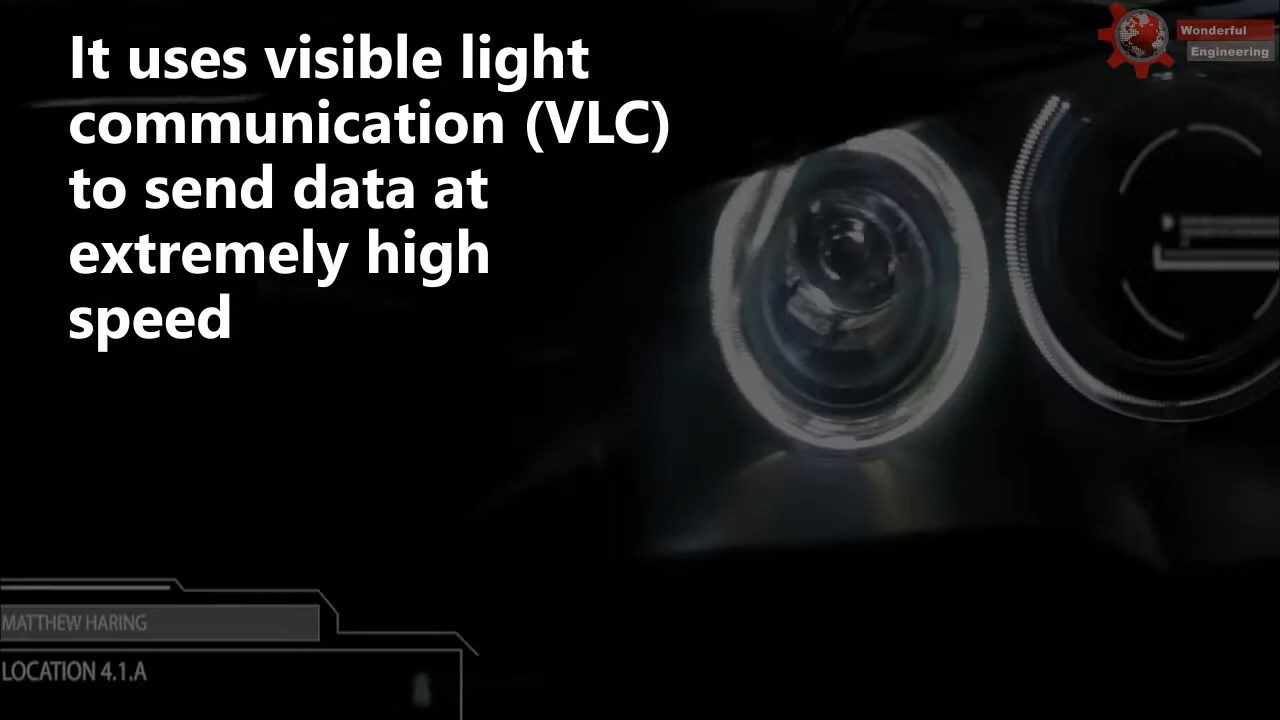 It uses visible light
communication (VLC)
to send data at
extremely high
speed
Wonderful
Engineering
MATTHEW HARING
LOCATION 4.1.A